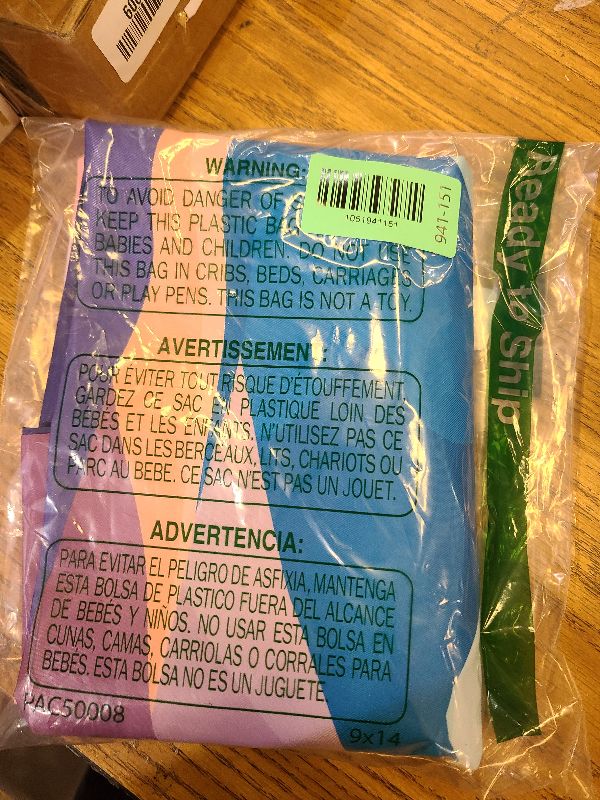 WARNING:
TO AVOID DANGER OF
KEEP THIS PLASTIC BAG
BABIES AND CHILDREN. DO NOT USE
THIS BAG IN CRIBS, BEDS, CARRIAGES
OR PLAY PENS. THIS BAG IS NOT A TOY.
1051941151
941-151
Ready to Ship
AVERTISSEMENT:
POUR ÉVITER TOUT RISQUE D'ÉTOUFFEMENT,
GARDEZ CE SAC EN PLASTIQUE LOIN DES
BÉBÉS ET LES ENFANTS. N'UTILISEZ PAS CE
SAC DANS LES BERCEAUX, LITS, CHARIOTS OU
PARC AU BEBE. CE SAC N'EST PAS UN JOUET.
ADVERTENCIA:
PARA EVITAR EL PELIGRO DE ASFIXIA, MANTENGA
ESTA BOLSA DE PLASTICO FUERA DEL ALCANCE
DE BEBÉS Y NIÑOS. NO USAR ESTA BOLSA EN
CUNAS, CAMAS, CARRIOLAS O CORRALES PARA
BEBÉS. ESTA BOLSA NO ES UN JUGUETE
PAC50008
9x14